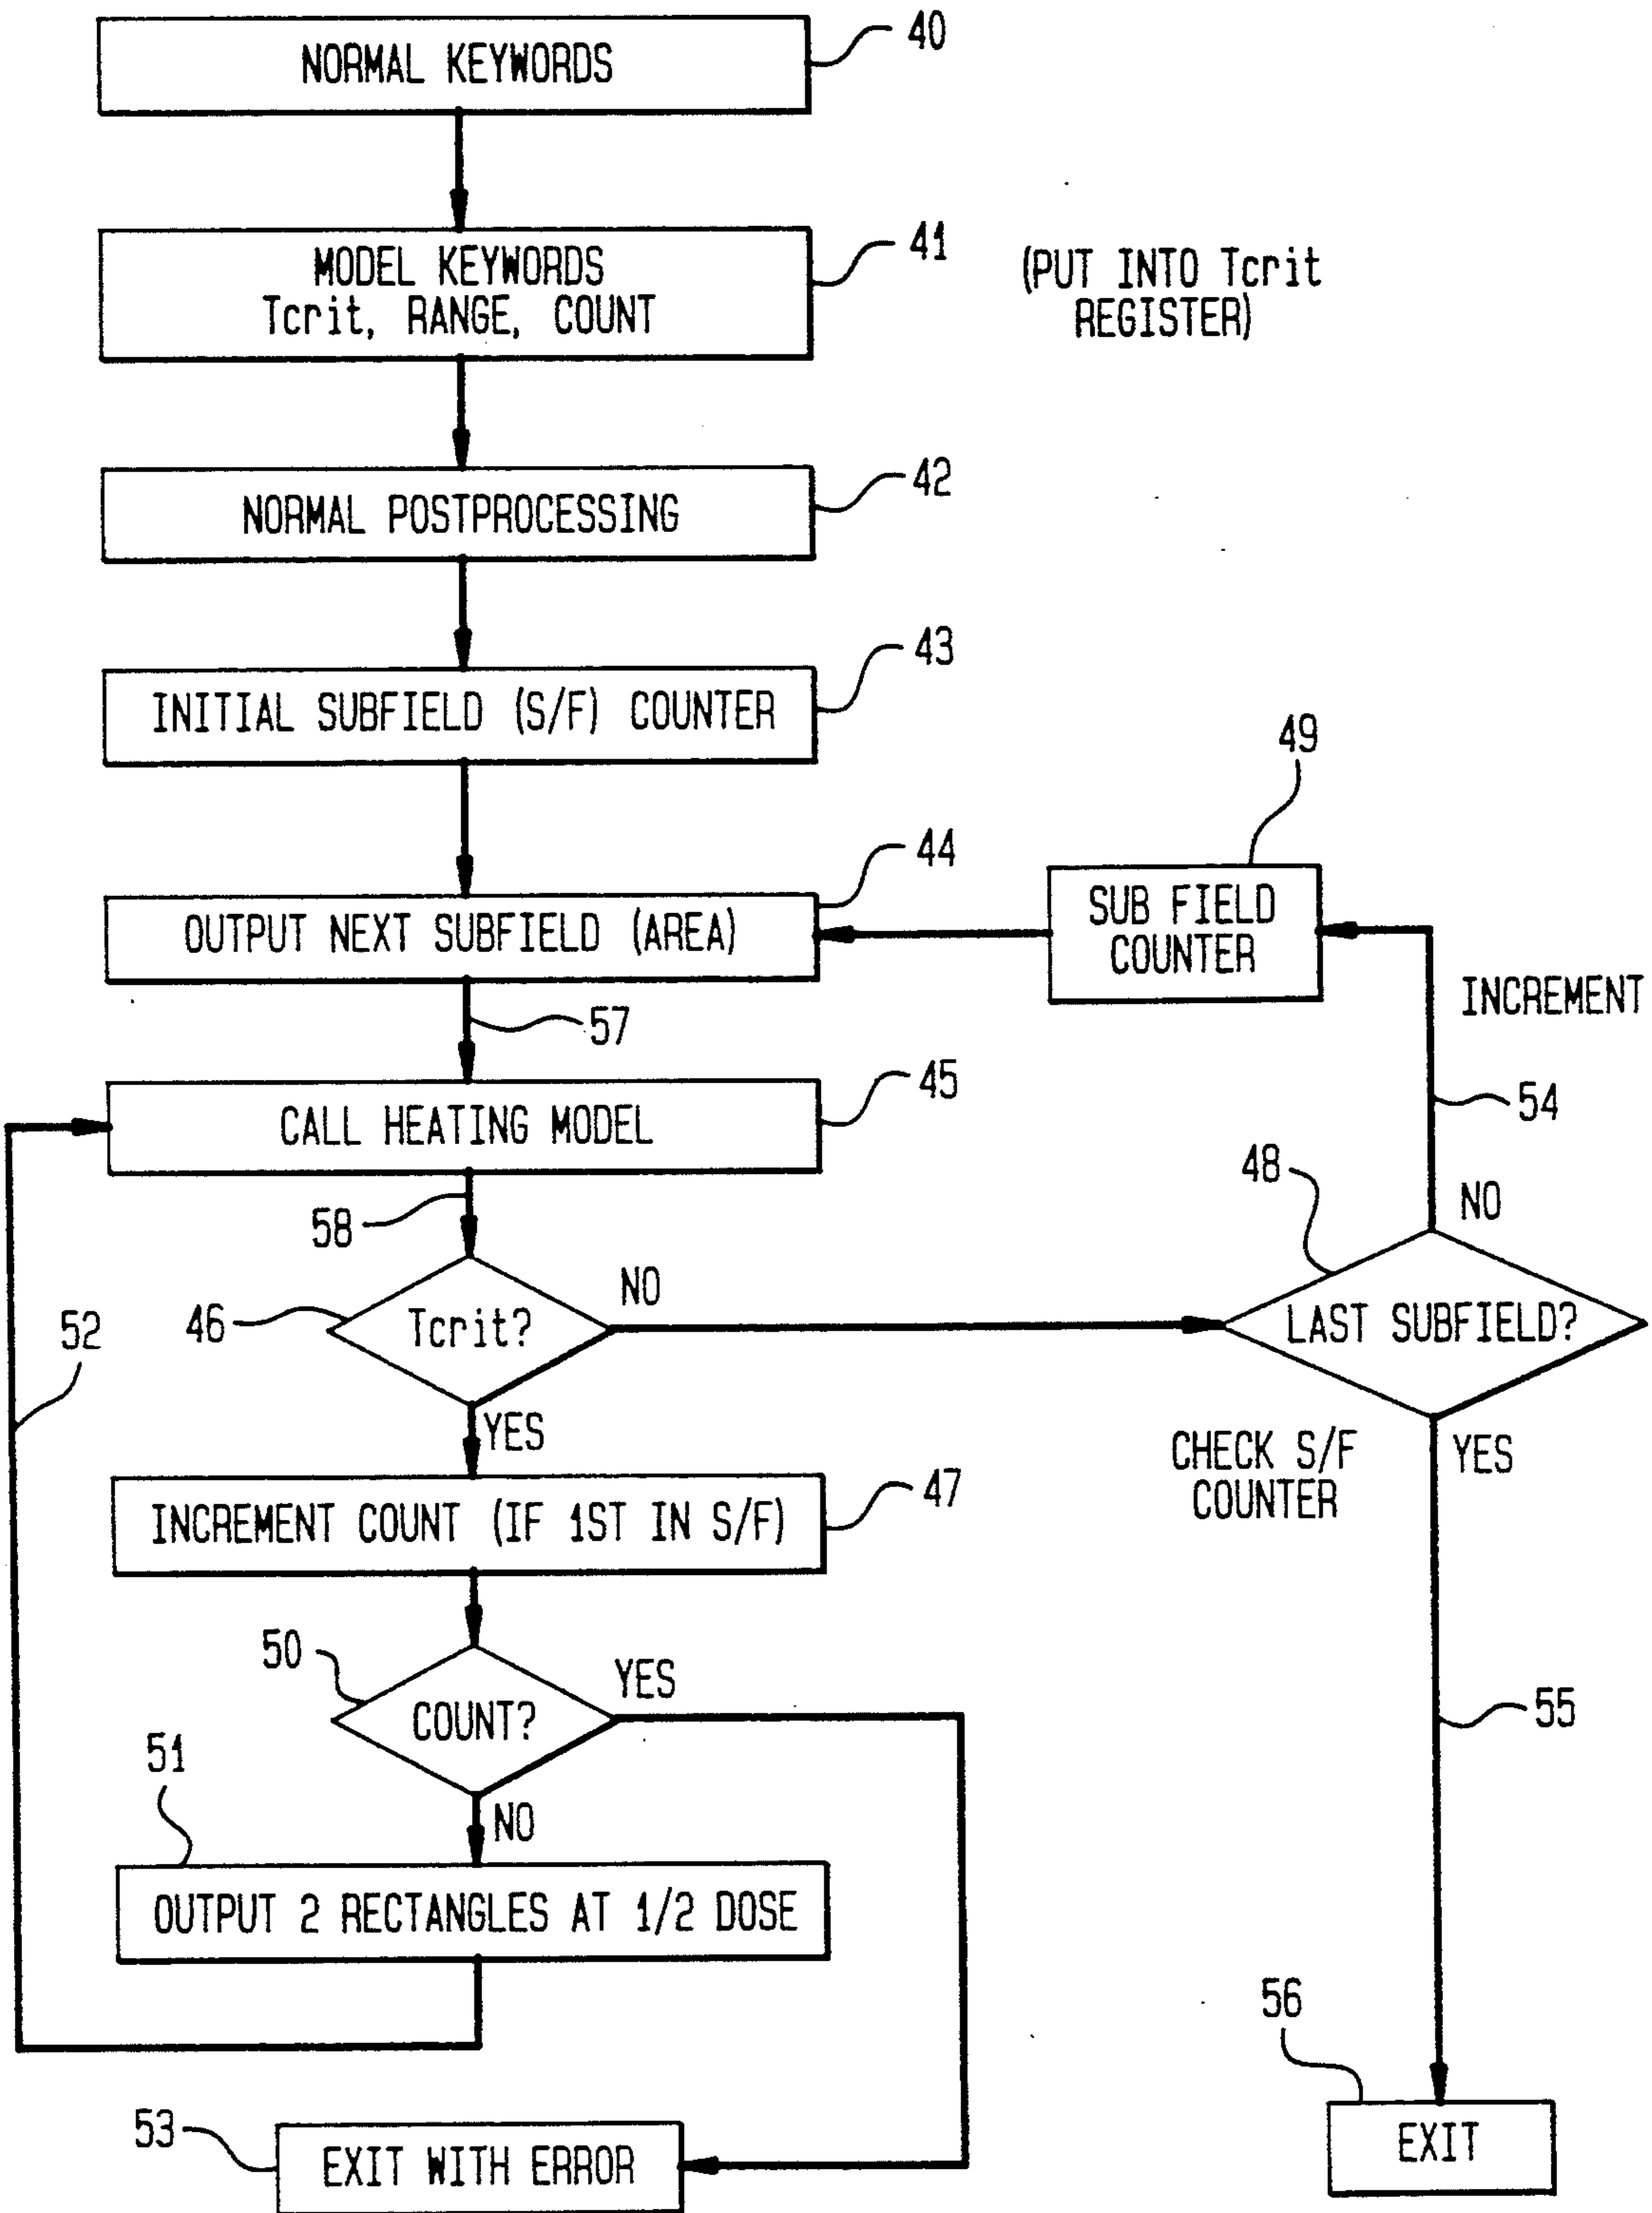 NORMAL KEYWORDS
40
MODEL KEYWORDS
Tcrit, RANGE, COUNT
41
(PUT INTO Tcrit
REGISTER)
NORMAL POSTPROCESSING
42
INITIAL SUBFIELD (S/F) COUNTER
43
OUTPUT NEXT SUBFIELD (AREA)
44
SUB FIELD
COUNTER
49
INCREMENT
57
CALL HEATING MODEL
45
54
58
46
Tcrit?
NO
YES
52
48
NO
LAST SUBFIELD?
CHECK S/F
COUNTER
YES
INCREMENT COUNT (IF 1ST IN S/F)
47
50
COUNT?
YES
NO
55
51
OUTPUT 2 RECTANGLES AT 1/2 DOSE
53
EXIT WITH ERROR
56
EXIT